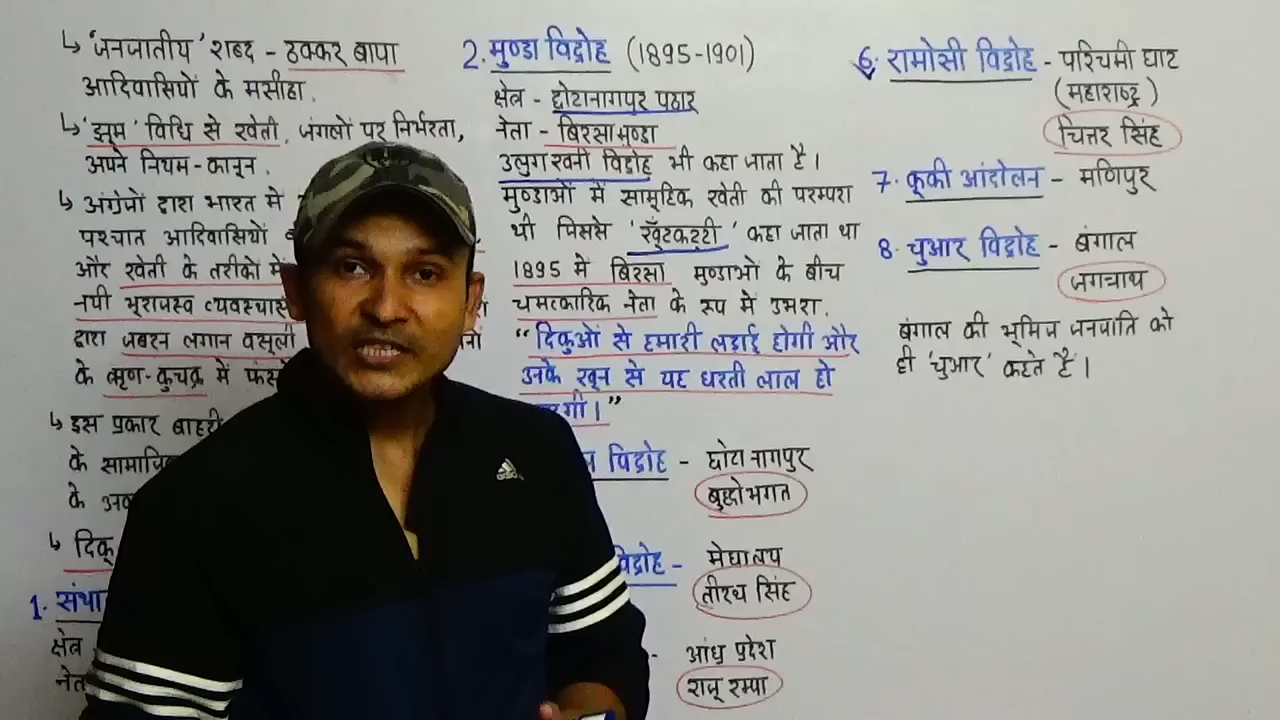 ↳ 'जनजातीय' शब्द - ठक्कर बापा
आदिवासियों के मसीहा.
↳ 'झूम' विधि से खेती, जंगलों पर निर्भरता,
अपने नियम-कानून.
↳ अंग्रेजों द्वारा भारत में
पश्चात आदिवासियों
और खेती के तरीको में
नयी भूराजस्व व्यवस्था
द्वारा जबरन लगान वसूली
के ऋण-कुचक्र में फंस
↳ इस प्रकार बाहरी
के सामाजि
के
↳ दिकू
1. संथा
क्षेत्र
नेत
2. मुण्डा विद्रोह (1895-1901)
क्षेत्र - छोटानागपुर पठार
नेता - बिरसा मुण्डा
उलुगखनी विद्रोह भी कहा जाता है।
मुण्डाओं में सामूहिक खेती की परम्परा
थी जिससे 'खुँटकट्टी' कहा जाता था
1895 में बिरसा मुण्डाओं के बीच
चमत्कारिक नेता के रूप में उभरा.
“दिकुओं से हमारी लड़ाई होगी और
उनके खून से यह धरती लाल हो
गी।”
विद्रोह - छोटा नागपुर
बुद्धोभगत
विद्रोह - मेघालय
तीरथ सिंह
- आंध्र प्रदेश
राजू रम्पा
6. रामोसी विद्रोह - पश्चिमी घाट
(महाराष्ट्र)
चित्तर सिंह
7. कूकी आंदोलन - मणिपुर
8. चुआर विद्रोह - बंगाल
जगन्नाथ
बंगाल की भूमिज जनजाति को
ही 'चुआर' कहते है।